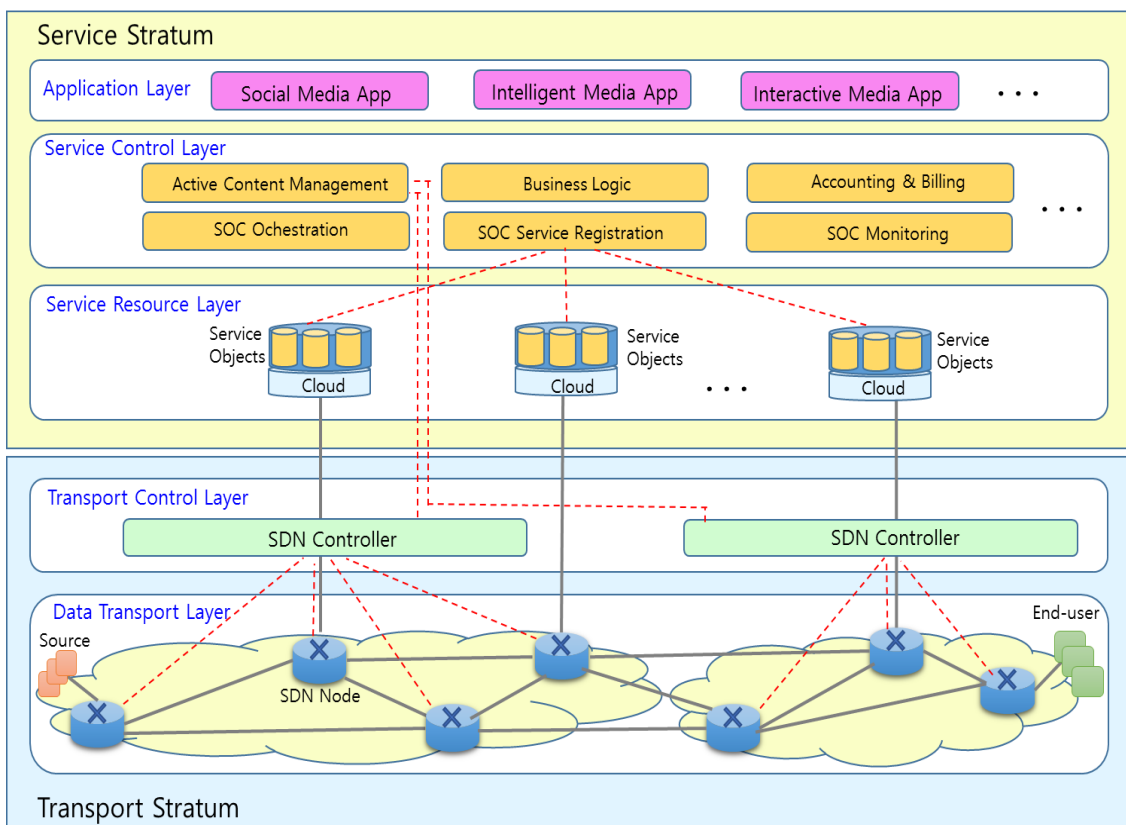 Service Stratum
Application Layer
Social Media App
Intelligent Media App
Interactive Media App
• • •
Service Control Layer
Active Content Management
Business Logic
Accounting & Billing
• • •
SOC Ochestration
SOC Service Registration
SOC Monitoring
Service Resource Layer
Service
Objects
Cloud
Service
Objects
Cloud
• • •
Service
Objects
Cloud
Transport Control Layer
SDN Controller
SDN Controller
Data Transport Layer
Source
End-user
SDN Node
Transport Stratum